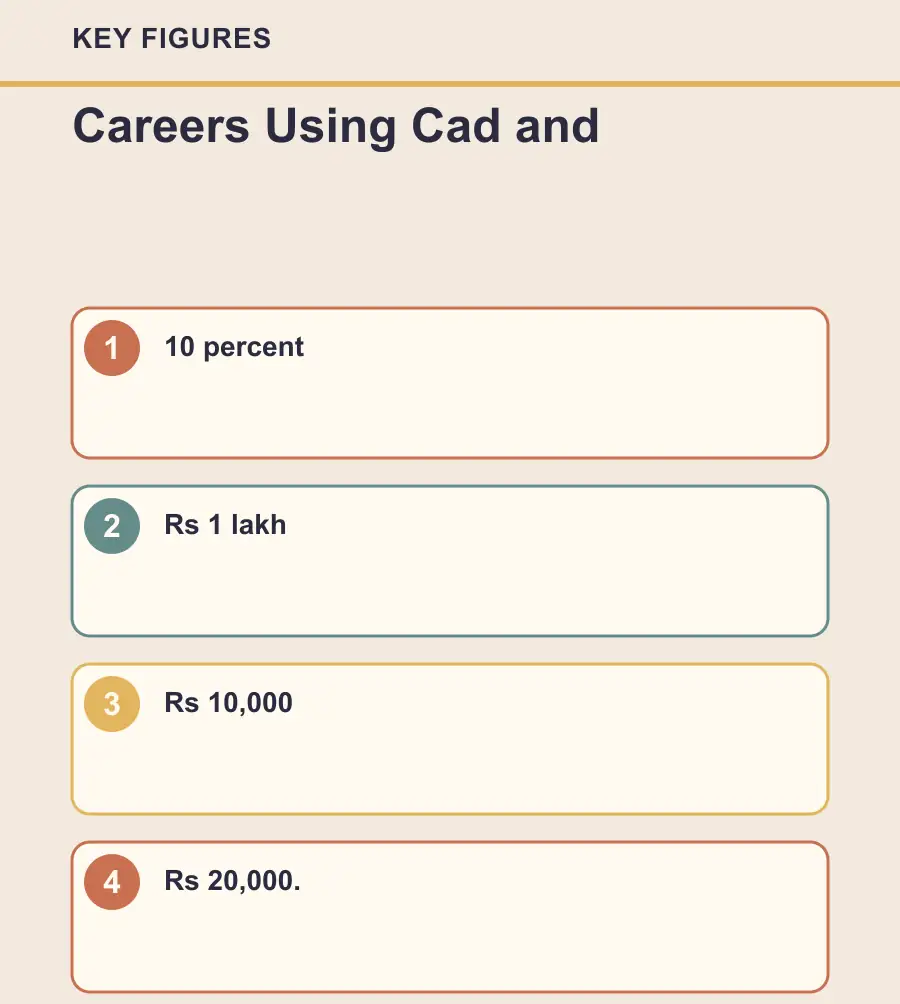 KEY FIGURES
Careers Using Cad and
1 10 percent
2 Rs 1 lakh
3 Rs 10,000
4 Rs 20,000.